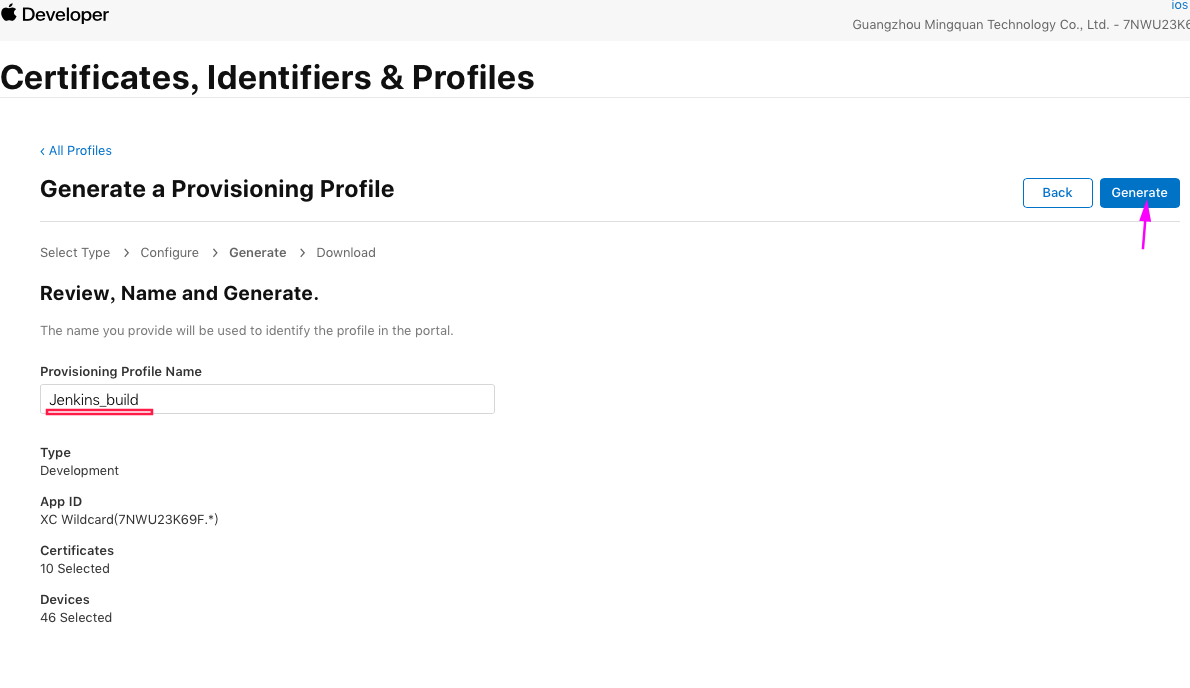 Developer
ios
Guangzhou Mingquan Technology Co., Ltd. - 7NWU23K6
Certificates, Identifiers & Profiles
‹ All Profiles
Generate a Provisioning Profile
Back
Generate
Select Type > Configure > Generate > Download
Review, Name and Generate.
The name you provide will be used to identify the profile in the portal.
Provisioning Profile Name
Jenkins_build
Type
Development
App ID
XC Wildcard(7NWU23K69F.*)
Certificates
10 Selected
Devices
46 Selected